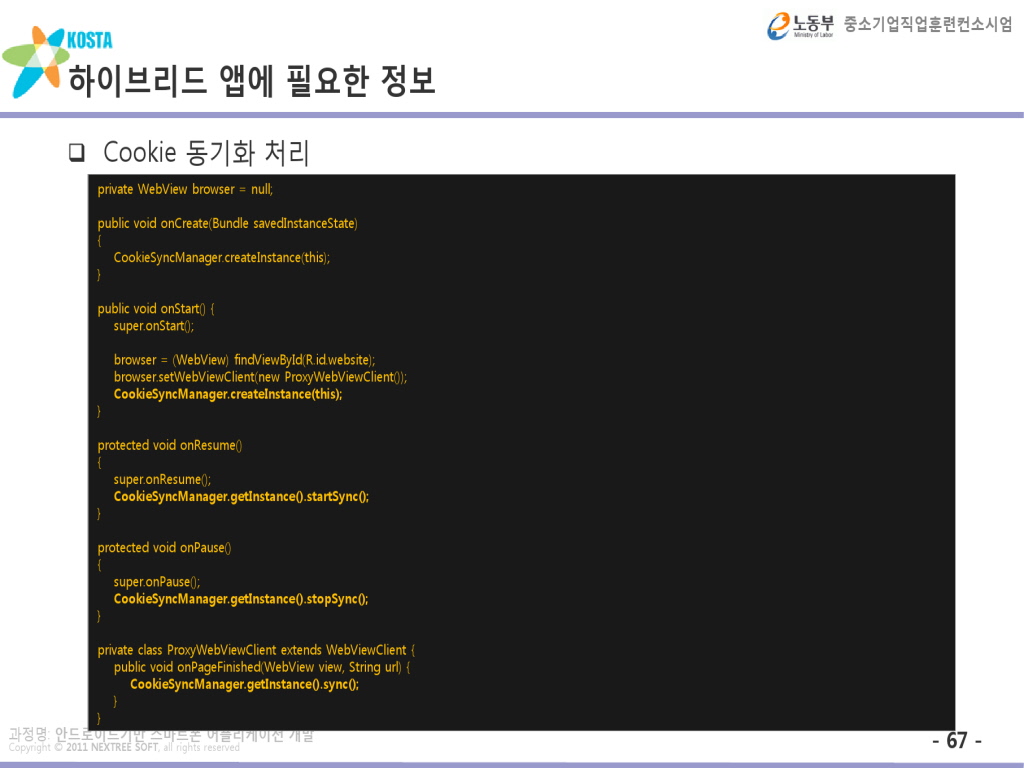 노동부
Ministry of Labor
중소기업직업훈련컨소시엄
KOSTA
하이브리드 앱에 필요한 정보
❑ Cookie 동기화 처리
private WebView browser = null;
public void onCreate(Bundle savedInstanceState)
{
CookieSyncManager.createInstance(this);
}
public void onStart() {
super.onStart();
browser = (WebView) findViewById(R.id.website);
browser.setWebViewClient(new ProxyWebViewClient());
CookieSyncManager.createInstance(this);
}
protected void onResume()
{
super.onResume();
CookieSyncManager.getInstance().startSync();
}
protected void onPause()
{
super.onPause();
CookieSyncManager.getInstance().stopSync();
}
private class ProxyWebViewClient extends WebViewClient {
public void onPageFinished(WebView view, String url) {
CookieSyncManager.getInstance().sync();
}
}
과정명: 안드로이드기반 스마트폰 어플리케이션 개발
Copyright © 2011 NEXTREE SOFT, all rights reserved
- 67 -